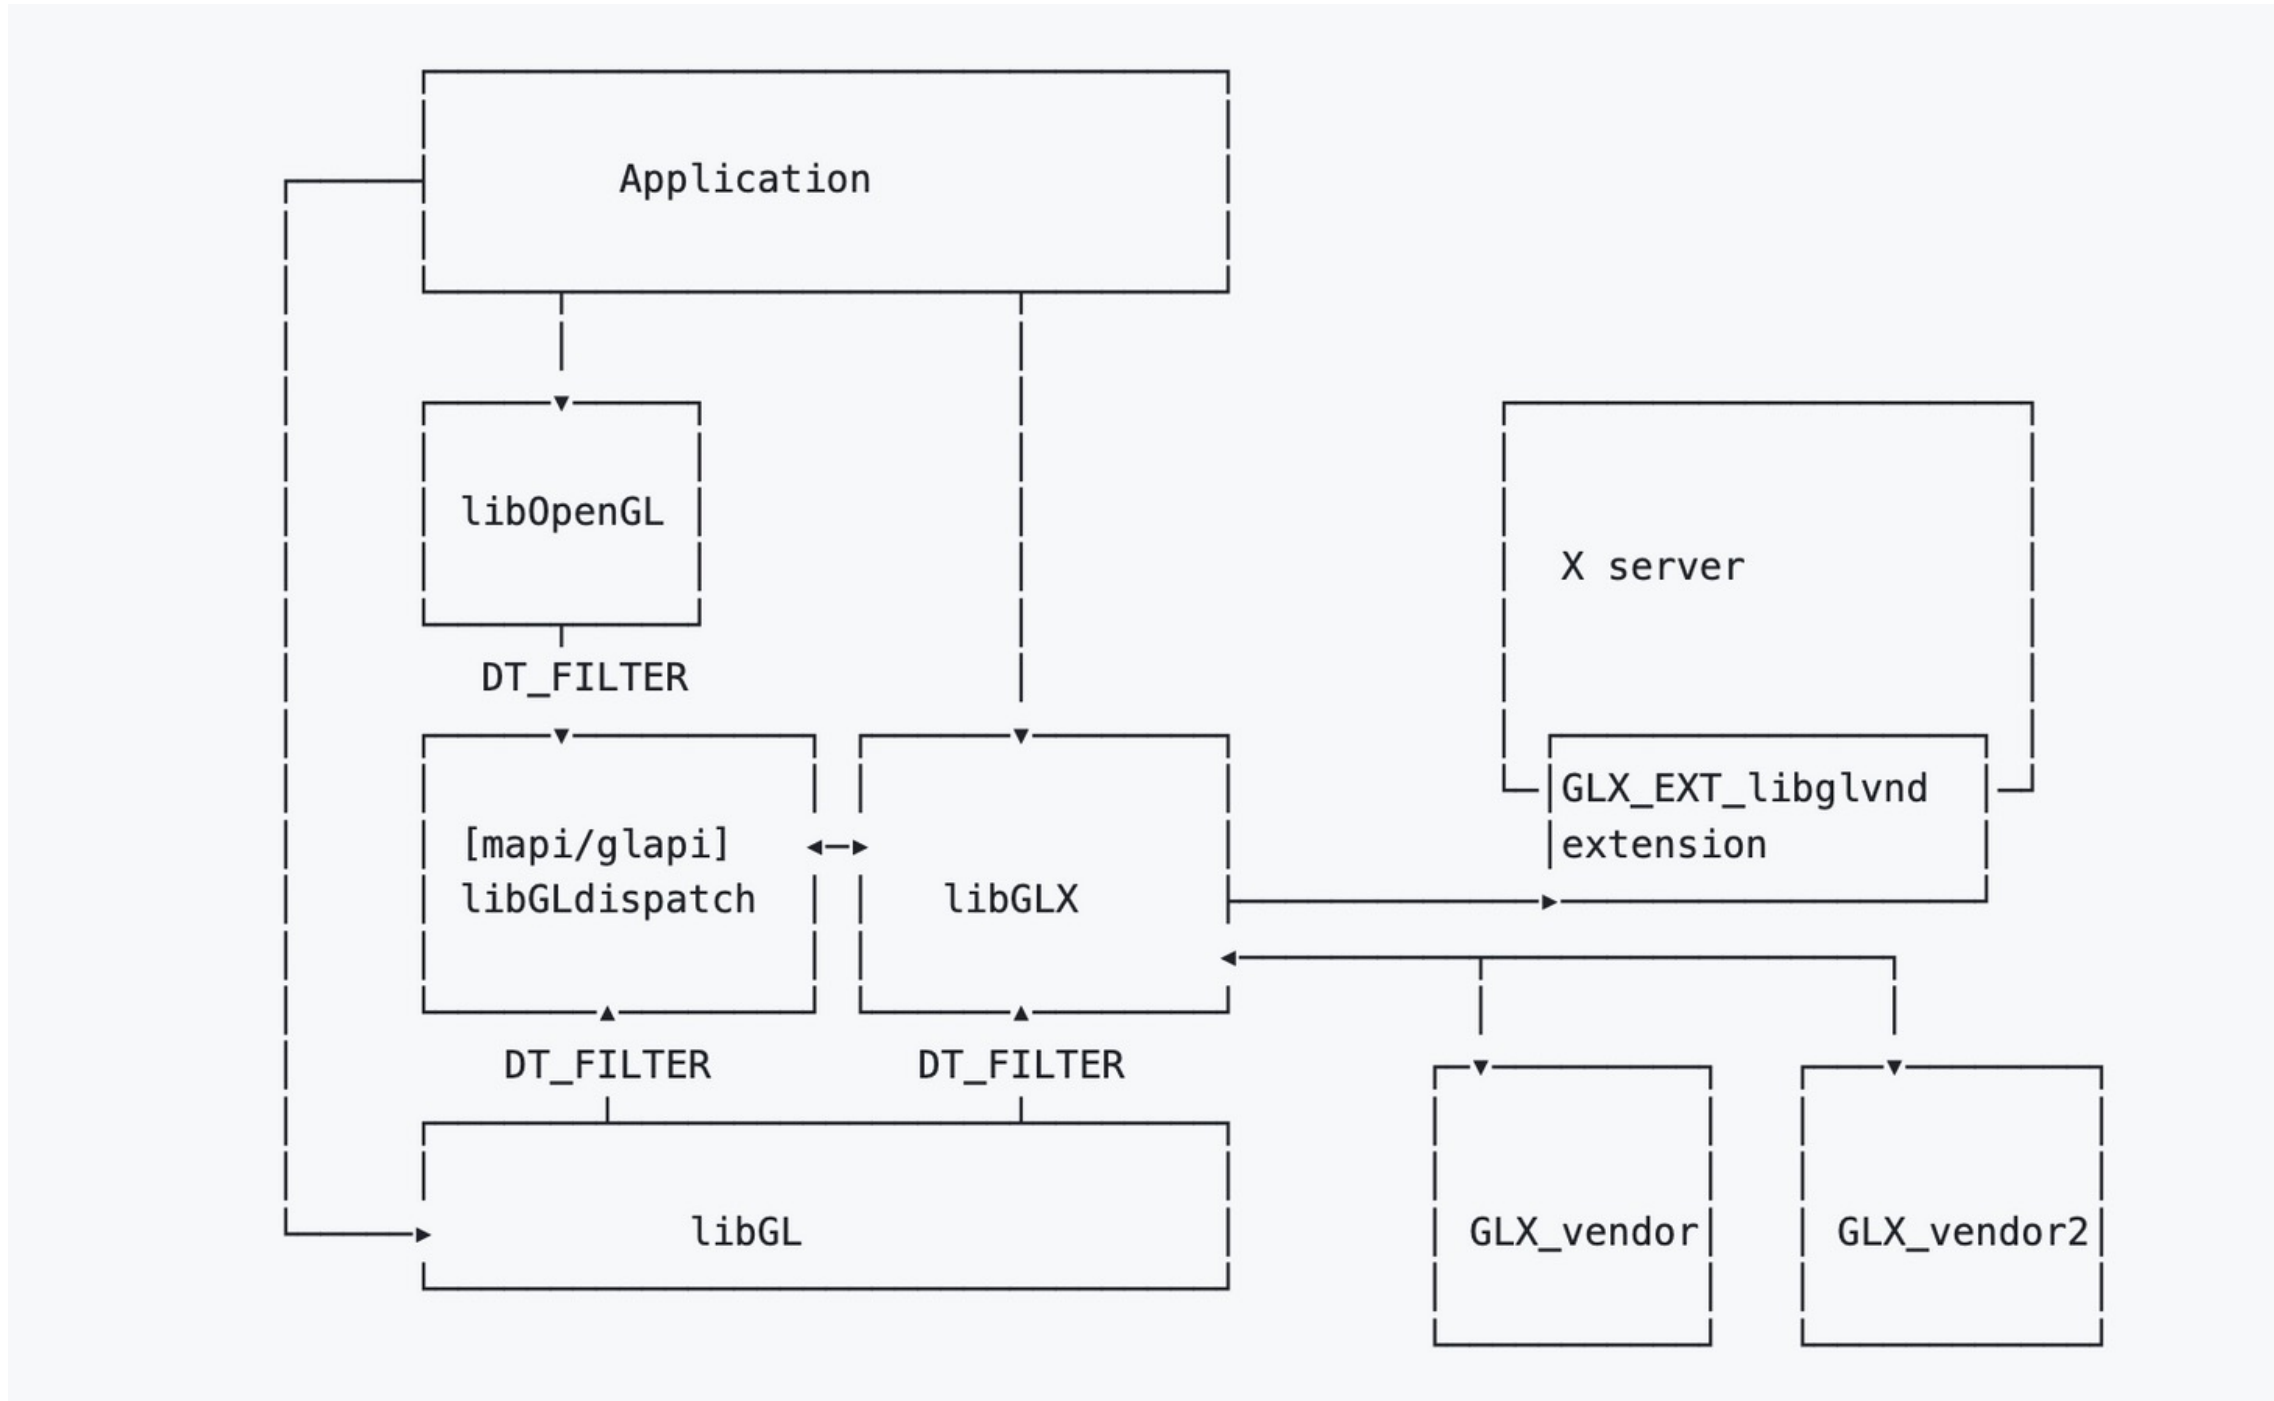 Application
libOpenGL
X server
DT_FILTER
GLX_EXT_libglvnd
extension
[mapi/glapi]
libGLdispatch
libGLX
DT_FILTER
DT_FILTER
libGL
GLX_vendor
GLX_vendor2